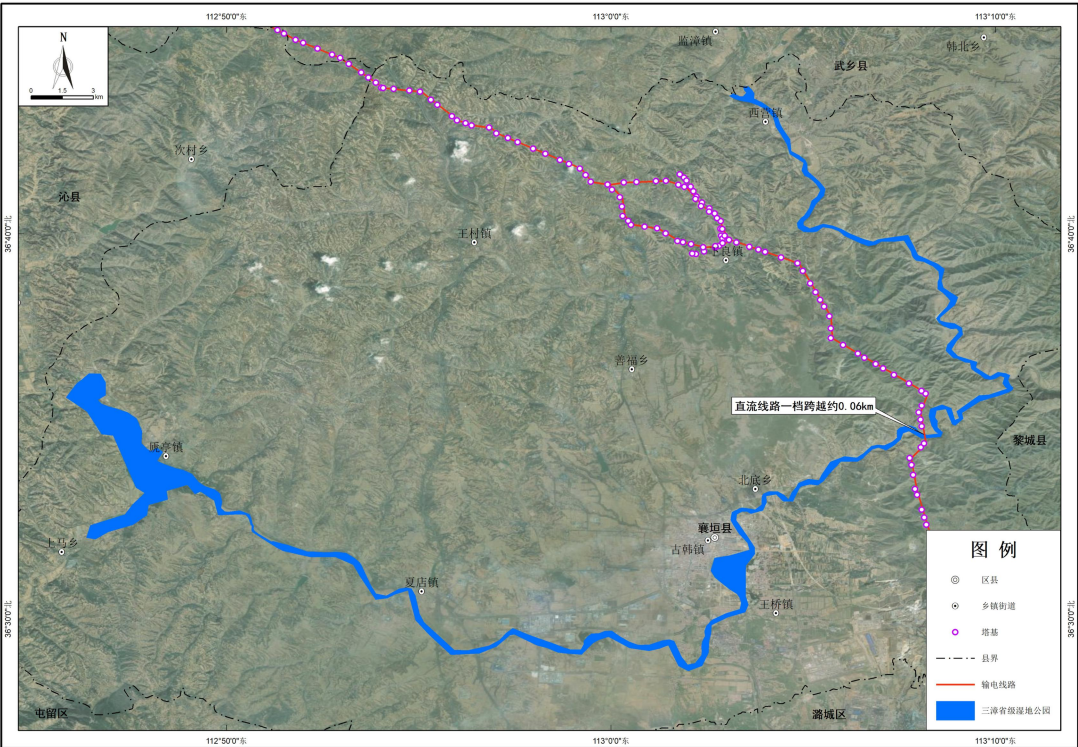 112°50'0"东
113°0'0"东
113°10'0"东
N
0 1.5 3
km
监漳镇
韩北乡
武乡县
西营镇
次村乡
沁县
36°40'0"北
36°40'0"北
王村镇
上良镇
善福乡
直流线路一档跨越约0.06km
黎城县
虒亭镇
北底乡
襄垣县
古韩镇
上马乡
夏店镇
王桥镇
36°30'0"北
36°30'0"北
屯留区
潞城区
图 例
区县
乡镇街道
塔基
县界
输电线路
三漳省级湿地公园
112°50'0"东
113°0'0"东
113°10'0"东